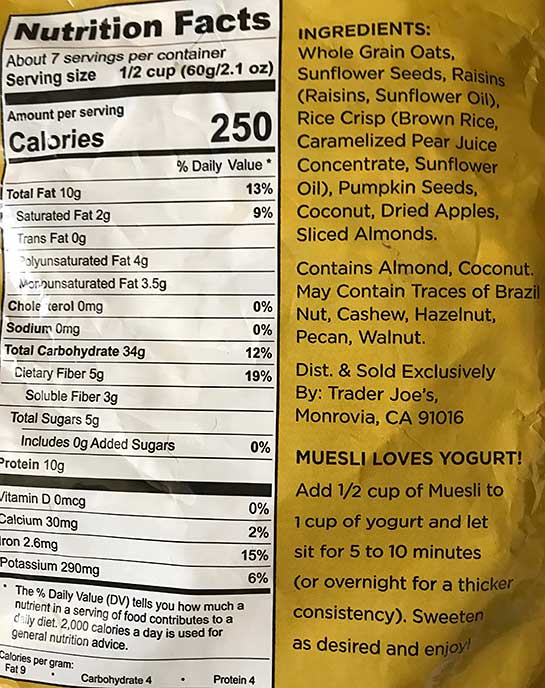 Nutrition Facts
About 7 servings per container
Serving size 1/2 cup (60g/2.1 oz)
Amount per serving
Calories 250
% Daily Value *
Total Fat 10g 13%
Saturated Fat 2g 9%
Trans Fat 0g
Polyunsaturated Fat 4g
Monounsaturated Fat 3.5g
Cholesterol 0mg 0%
Sodium 0mg 0%
Total Carbohydrate 34g 12%
Dietary Fiber 5g 19%
Soluble Fiber 3g
Total Sugars 5g
Includes 0g Added Sugars 0%
Protein 10g
Vitamin D 0mcg 0%
Calcium 30mg 2%
Iron 2.6mg 15%
Potassium 290mg 6%
* The % Daily Value (DV) tells you how much a
nutrient in a serving of food contributes to a
daily diet. 2,000 calories a day is used for
general nutrition advice.
Calories per gram:
Fat 9 • Carbohydrate 4 • Protein 4
INGREDIENTS:
Whole Grain Oats,
Sunflower Seeds, Raisins
(Raisins, Sunflower Oil),
Rice Crisp (Brown Rice,
Caramelized Pear Juice
Concentrate, Sunflower
Oil), Pumpkin Seeds,
Coconut, Dried Apples,
Sliced Almonds.
Contains Almond, Coconut.
May Contain Traces of Brazil
Nut, Cashew, Hazelnut,
Pecan, Walnut.
Dist. & Sold Exclusively
By: Trader Joe's,
Monrovia, CA 91016
MUESLI LOVES YOGURT!
Add 1/2 cup of Muesli to
1 cup of yogurt and let
sit for 5 to 10 minutes
(or overnight for a thicker
consistency). Sweeten
as desired and enjoy!